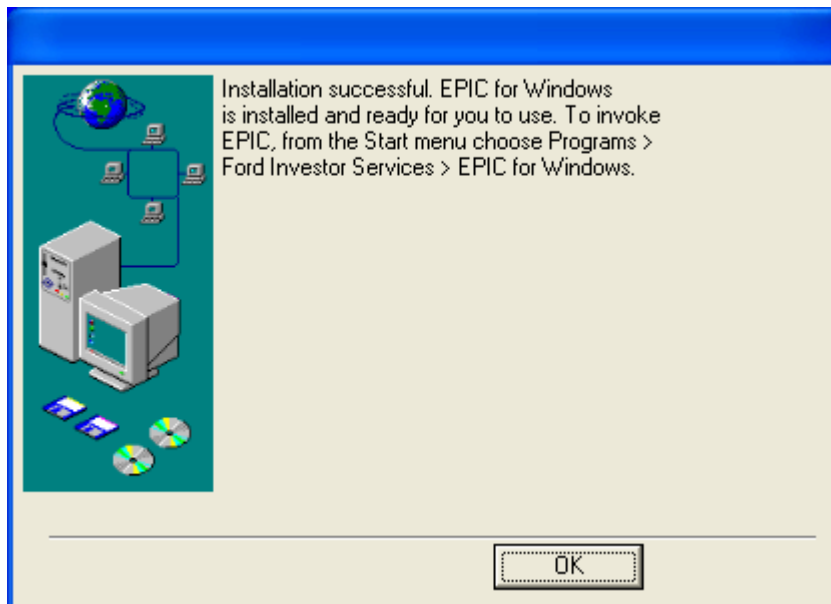 Installation successful. EPIC for Windows
is installed and ready for you to use. To invoke
EPIC, from the Start menu choose Programs >
Ford Investor Services > EPIC for Windows.
OK